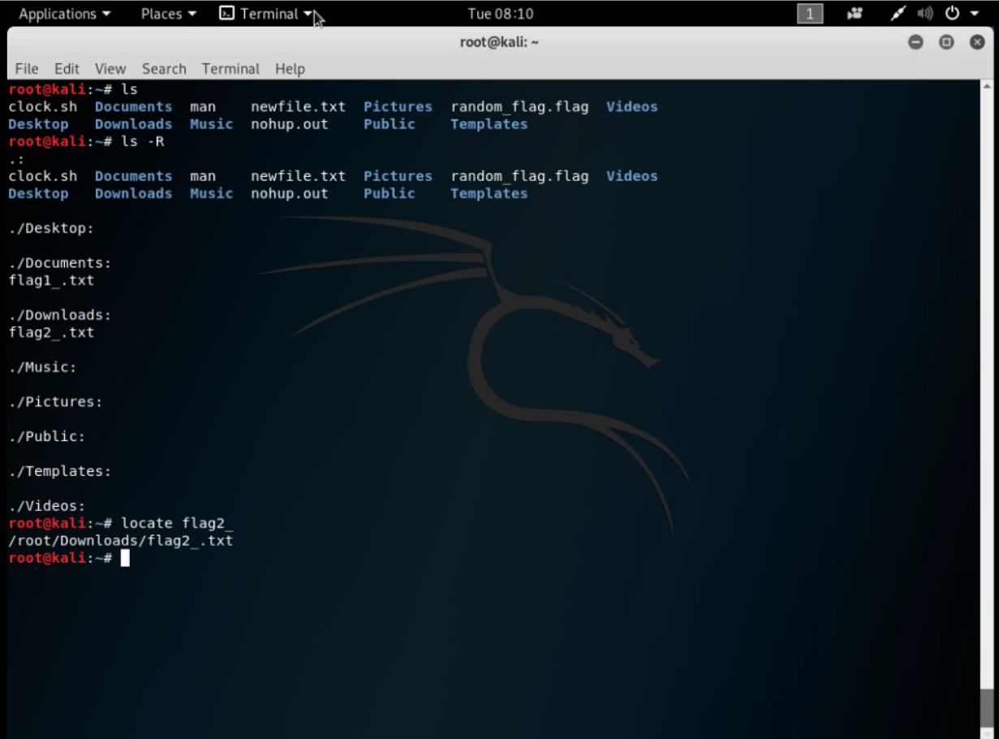 Applications Places Terminal Tue 08:10 1
root@kali: ~
File Edit View Search Terminal Help
root@kali:~# ls
clock.sh Documents man newfile.txt Pictures random_flag.flag Videos
Desktop Downloads Music nohup.out Public Templates
root@kali:~# ls -R
.:
clock.sh Documents man newfile.txt Pictures random_flag.flag Videos
Desktop Downloads Music nohup.out Public Templates
./Desktop:
./Documents:
flag1_.txt
./Downloads:
flag2_.txt
./Music:
./Pictures:
./Public:
./Templates:
./Videos:
root@kali:~# locate flag2_
/root/Downloads/flag2_.txt
root@kali:~#